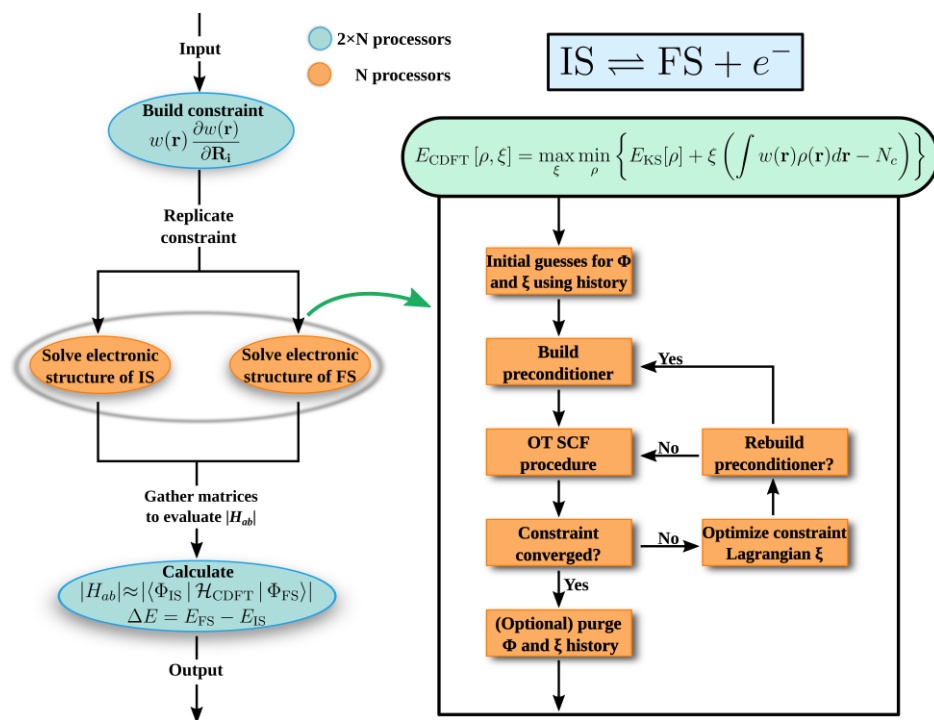 Input
2×N processors
N processors
IS ⇌ FS + e⁻
Build constraint
w(r) ∂w(r)/∂R_i
E_CDFT [ρ, ξ] = max_ξ min_ρ { E_KS[ρ] + ξ ( ∫ w(r)ρ(r)dr − N_c ) }
Replicate
constraint
Solve electronic
structure of IS
Solve electronic
structure of FS
Gather matrices
to evaluate |H_ab|
Calculate
|H_ab|≈|⟨Φ_IS | ℋ_CDFT | Φ_FS⟩|
ΔE = E_FS − E_IS
Output
Initial guesses for Φ
and ξ using history
Build
preconditioner
Yes
OT SCF
procedure
No
Rebuild
preconditioner?
Constraint
converged?
No
Optimize constraint
Lagrangian ξ
Yes
(Optional) purge
Φ and ξ history